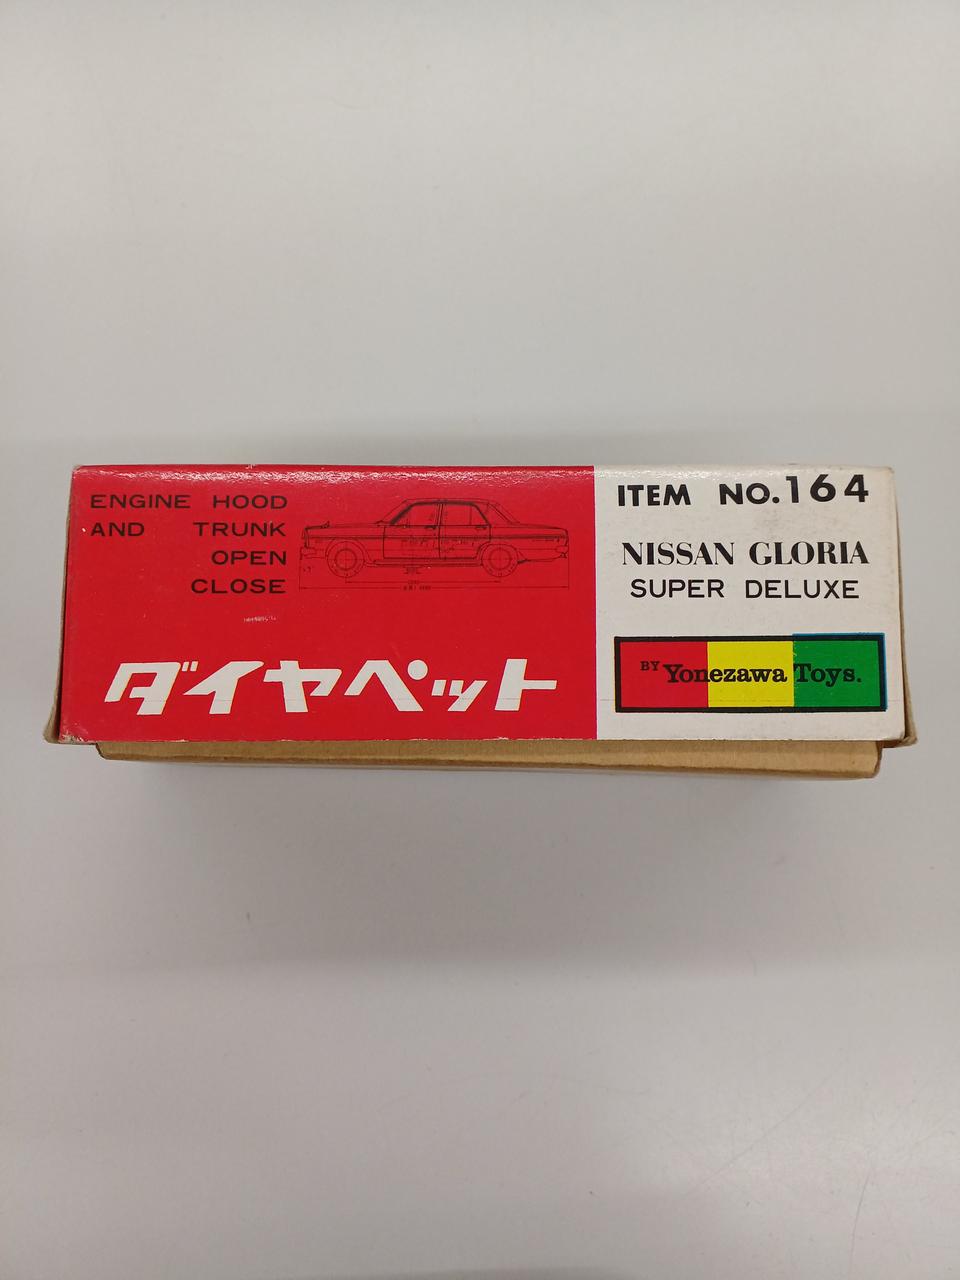 ENGINE HOOD
AND TRUNK
OPEN
CLOSE
ダイヤペット
ITEM NO.164
NISSAN GLORIA
SUPER DELUXE
BY Yonezawa Toys.